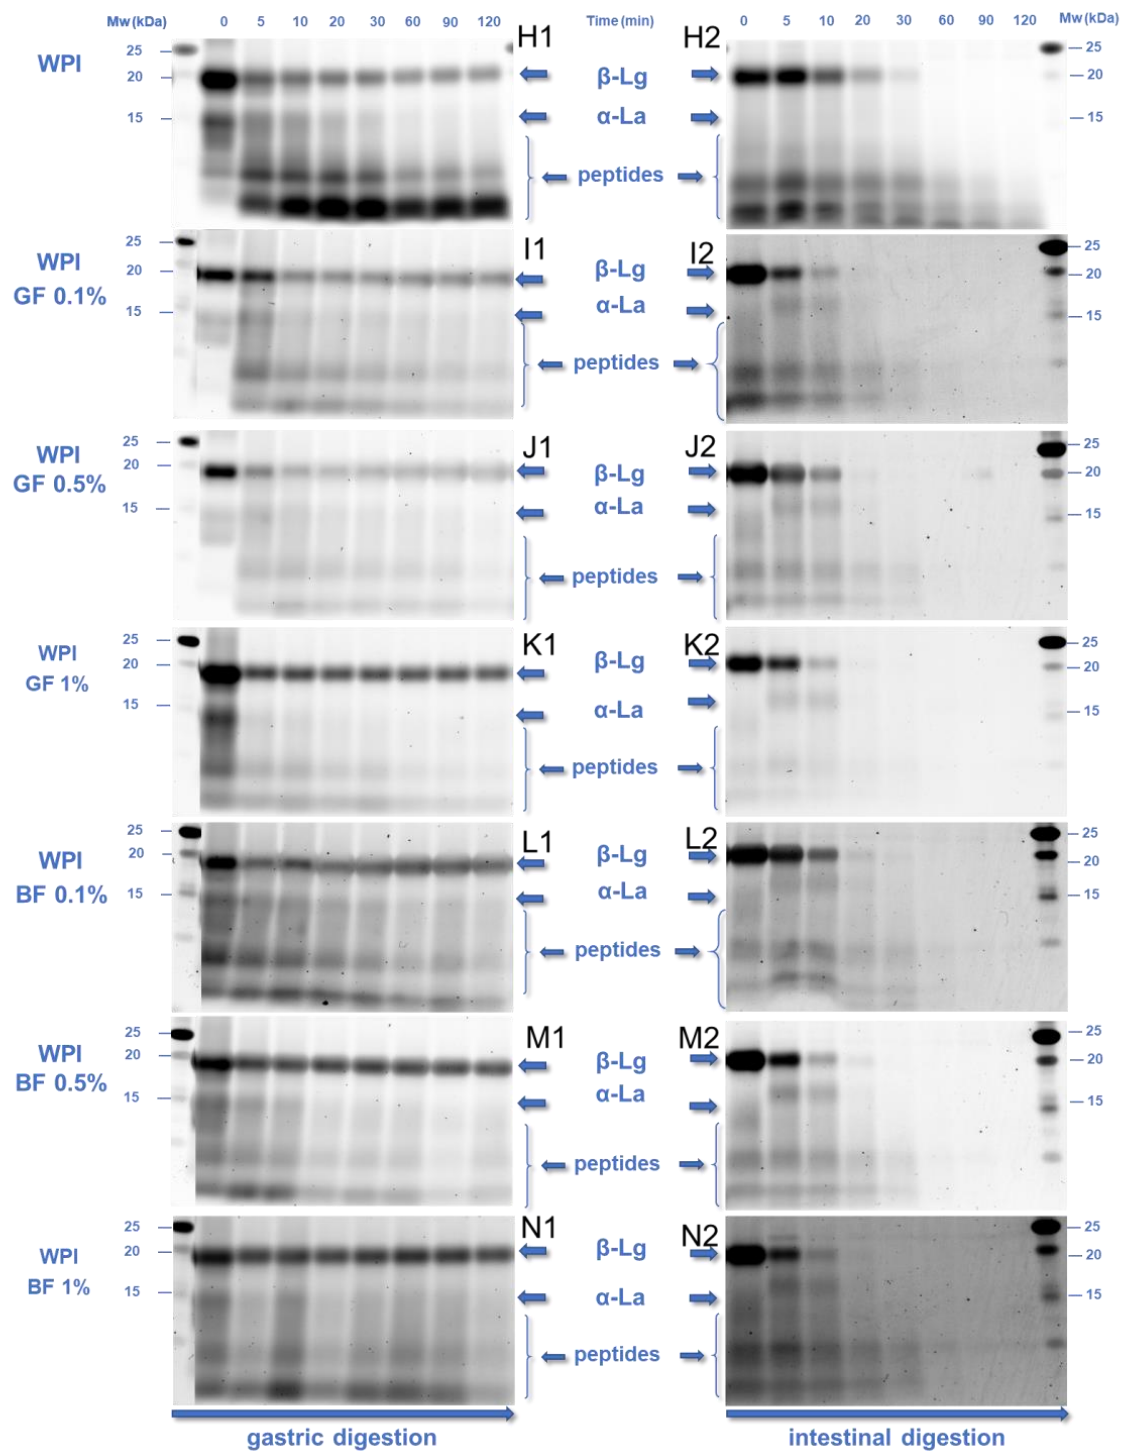 Mw (kDa) 0 5 10 20 30 60 90 120 Time (min) 0 5 10 20 30 60 90 120 Mw (kDa)
H1 H2
WPI
25 25
20 β-Lg 20
15 α-La 15
peptides
I1 I2
WPI
GF 0.1%
25 25
20 β-Lg 20
15 α-La 15
peptides
J1 J2
WPI
GF 0.5%
25 25
20 β-Lg 20
15 α-La 15
peptides
K1 K2
WPI
GF 1%
25 25
20 β-Lg 20
15 α-La 15
peptides
L1 L2
WPI
BF 0.1%
25 25
20 β-Lg 20
15 α-La 15
peptides
M1 M2
WPI
BF 0.5%
25 25
20 β-Lg 20
15 α-La 15
peptides
N1 N2
WPI
BF 1%
25 25
20 β-Lg 20
15 α-La 15
peptides
gastric digestion intestinal digestion